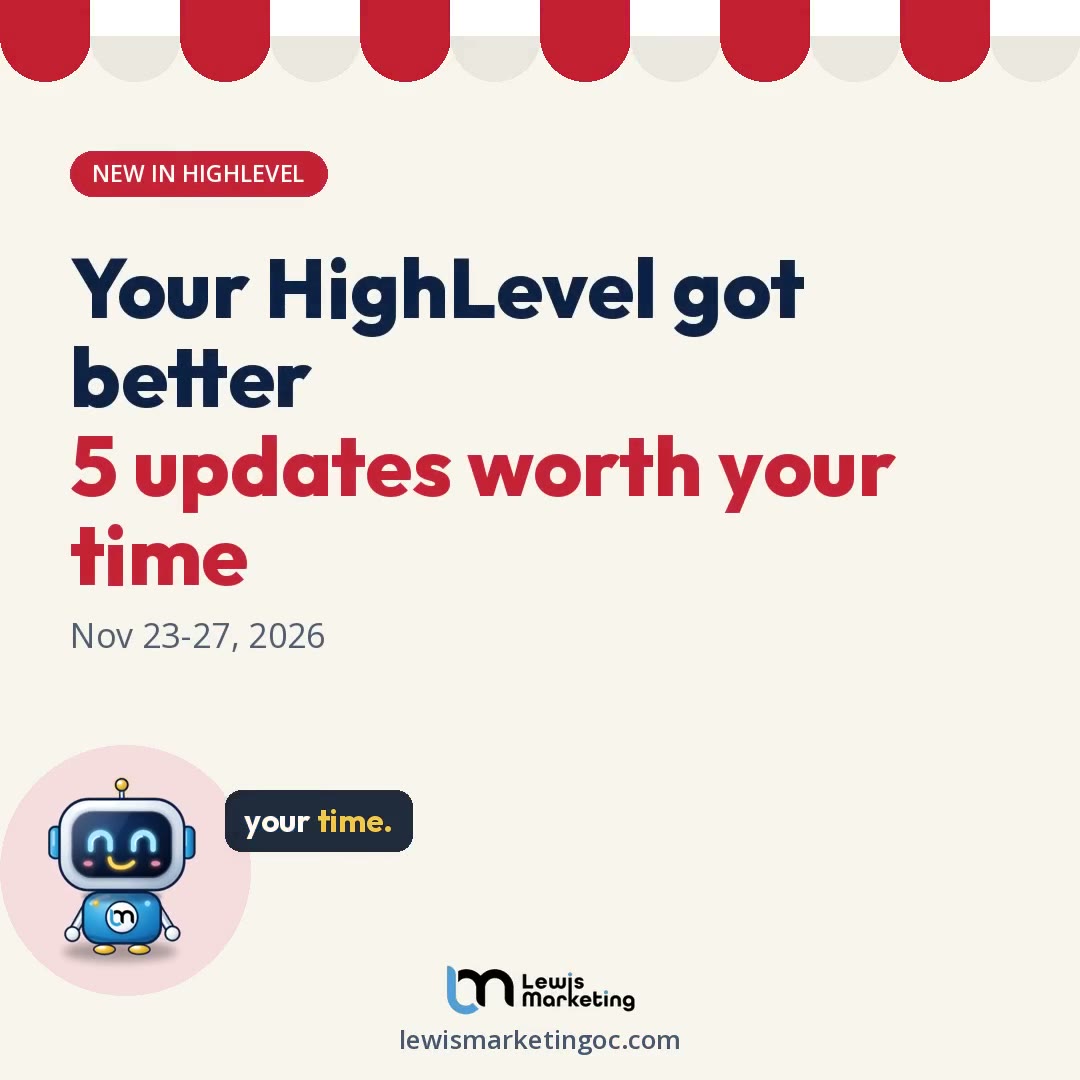 NEW IN HIGHLEVEL
Your HighLevel got
better
5 updates worth your
time
Nov 23-27, 2026
your time.
Lewis
Marketing
lewismarketingoc.com